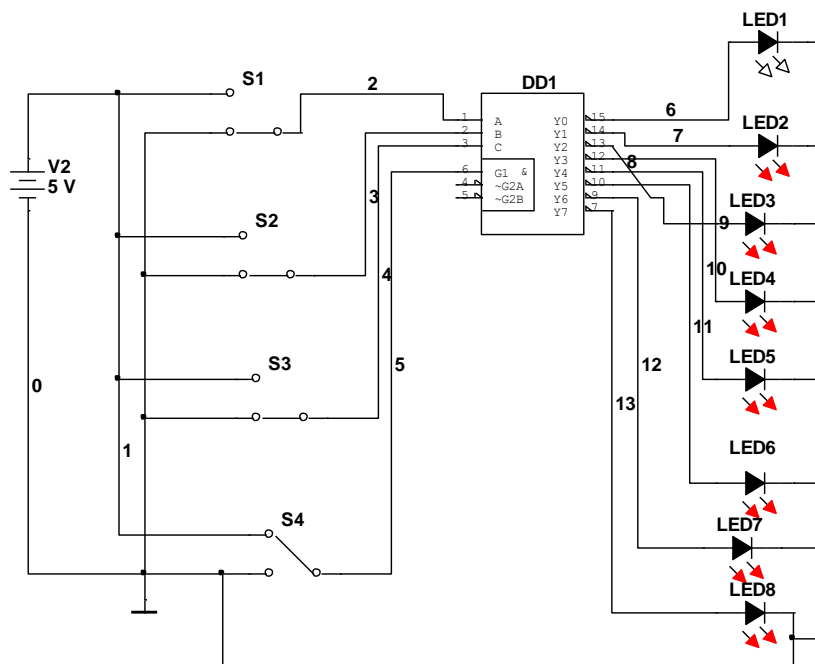 LED1
S1
2
DD1
6
1 A Y0 15
2 B Y1 14
3 C Y2 13
Y3 12
6 G1 & Y4 11
4 ~G2A Y5 10
5 ~G2B Y6 9
Y7 7
7
LED2
8
V2
5 V
3
S2
LED3
9
4
10
LED4
11
S3
5
12
LED5
0
13
1
LED6
S4
LED7
LED8